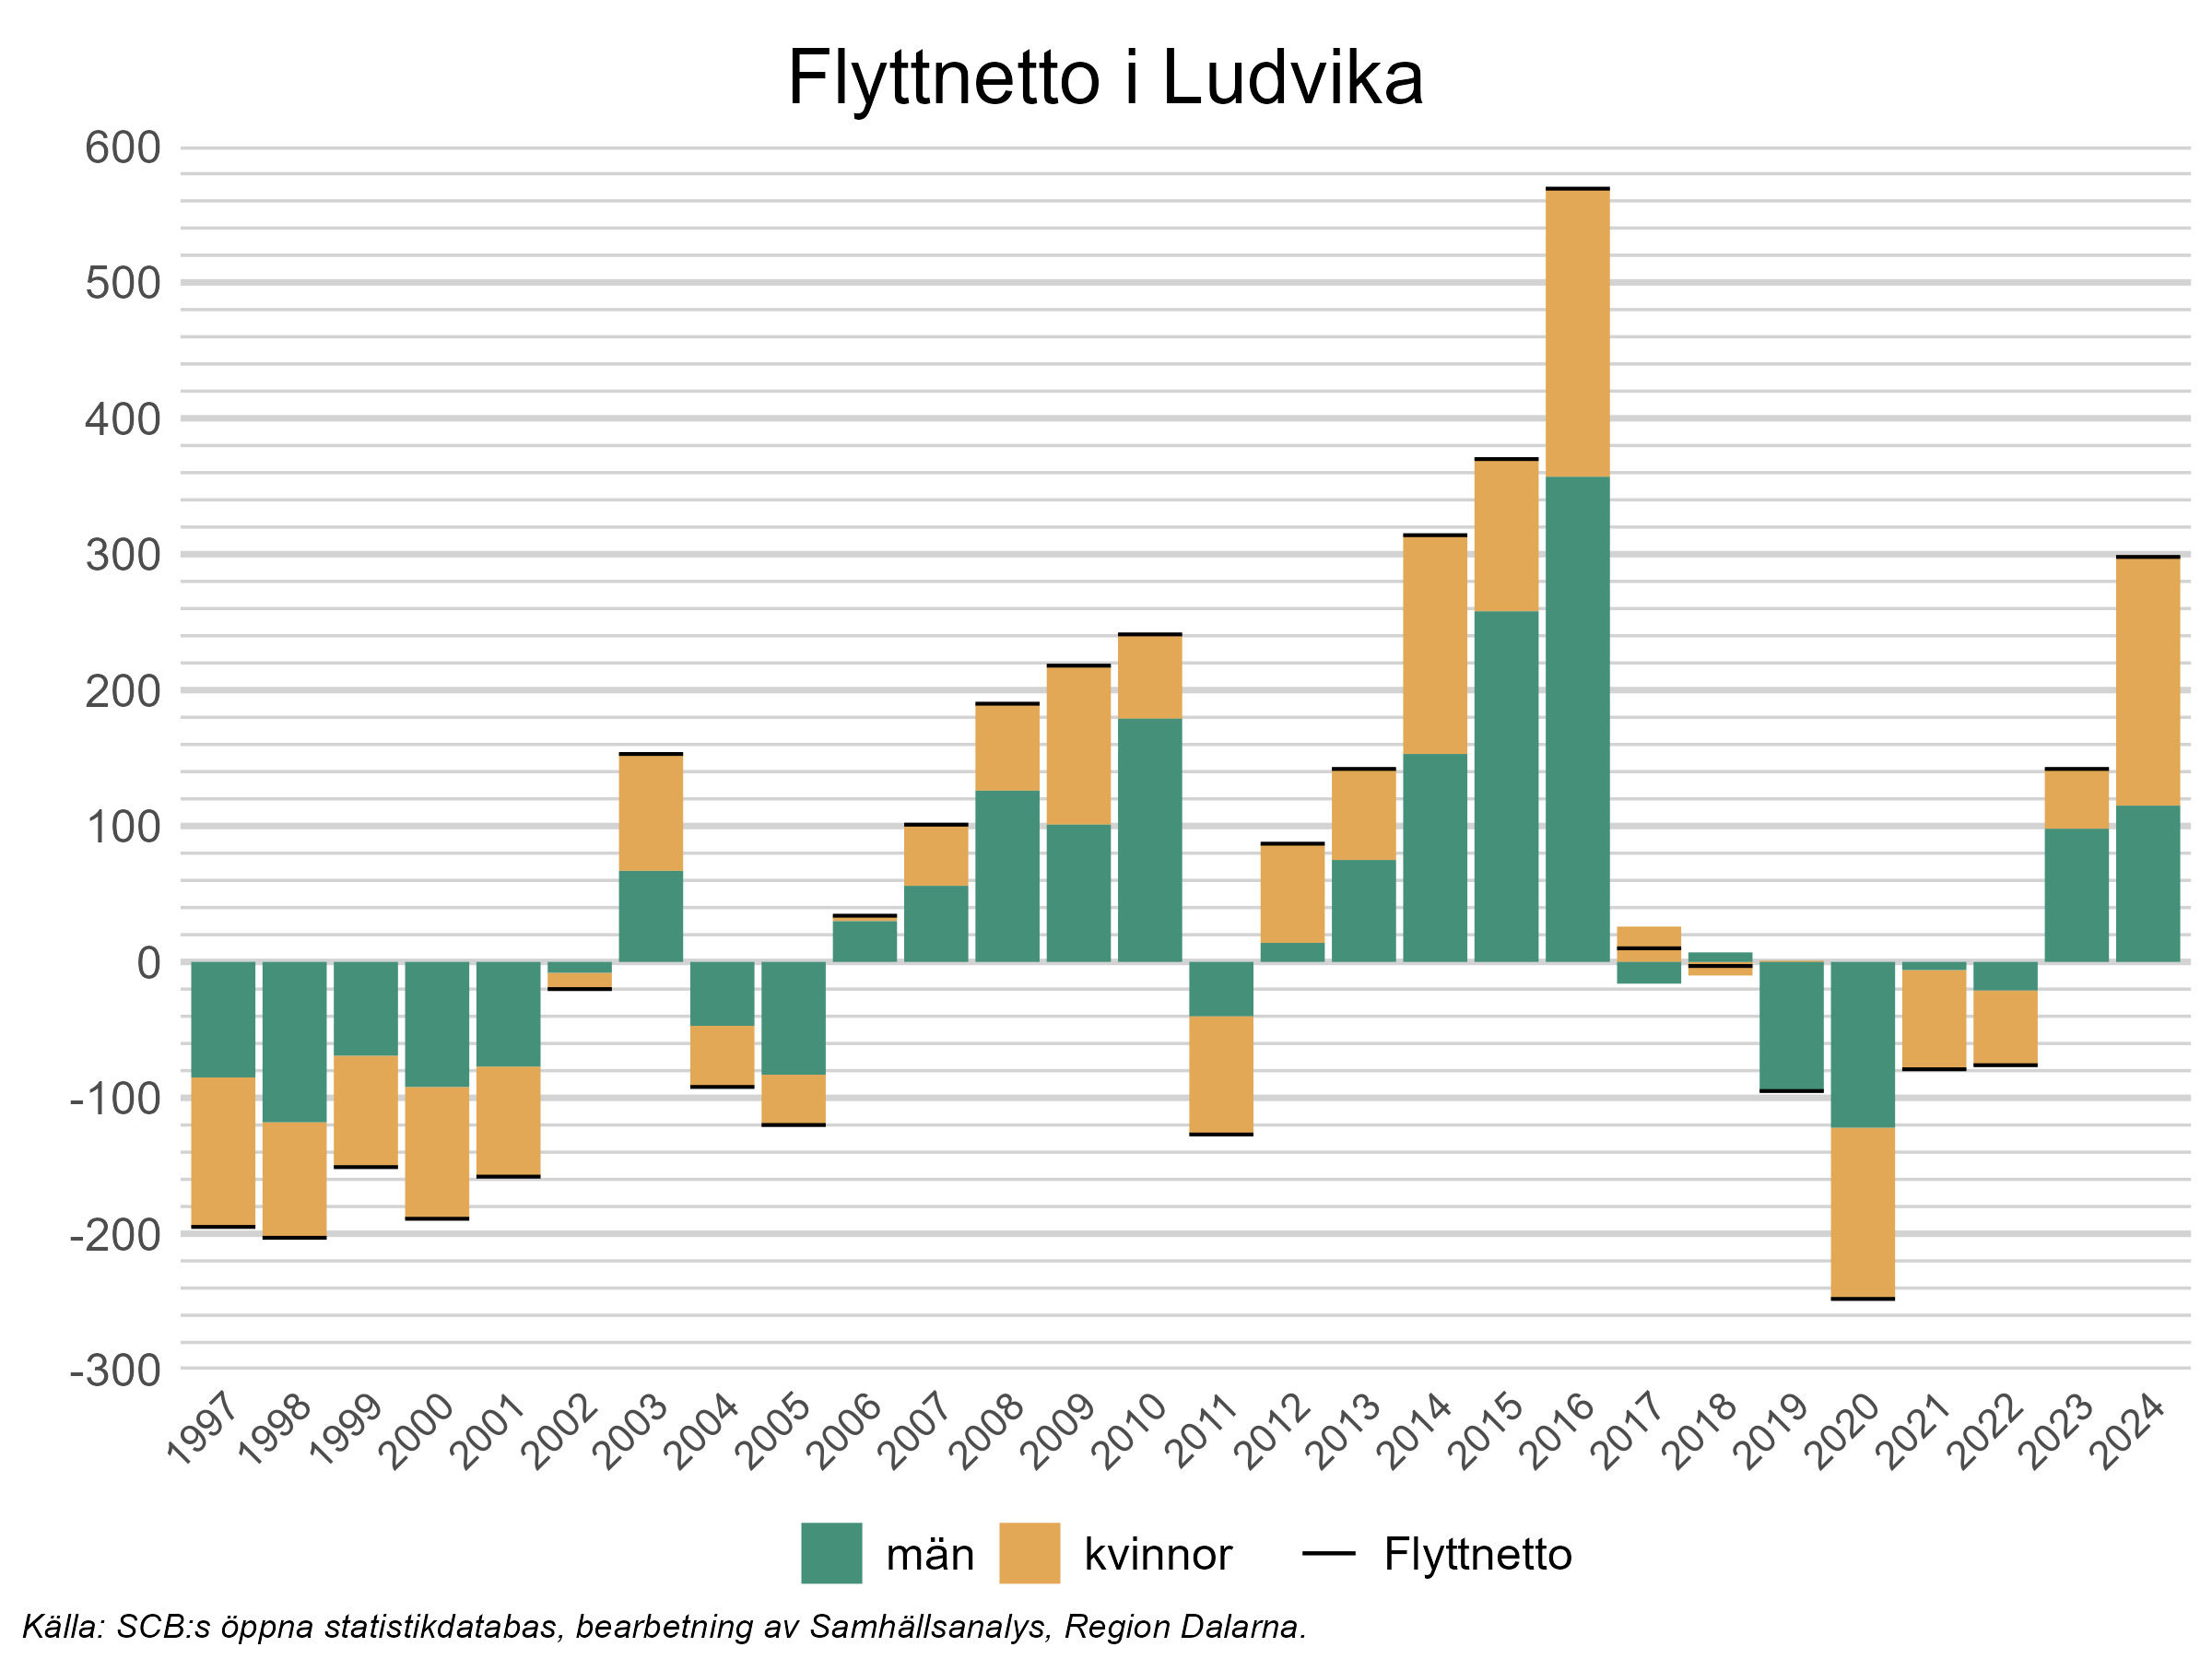 Flyttnetto i Ludvika
600
500
400
300
200
100
0
-100
-200
-300
1997 1998 1999 2000 2001 2002 2003 2004 2005 2006 2007 2008 2009 2010 2011 2012 2013 2014 2015 2016 2017 2018 2019 2020 2021 2022 2023 2024
män kvinnor Flyttnetto
Källa: SCB:s öppna statistikdatabas, bearbetning av Samhällsanalys, Region Dalarna.